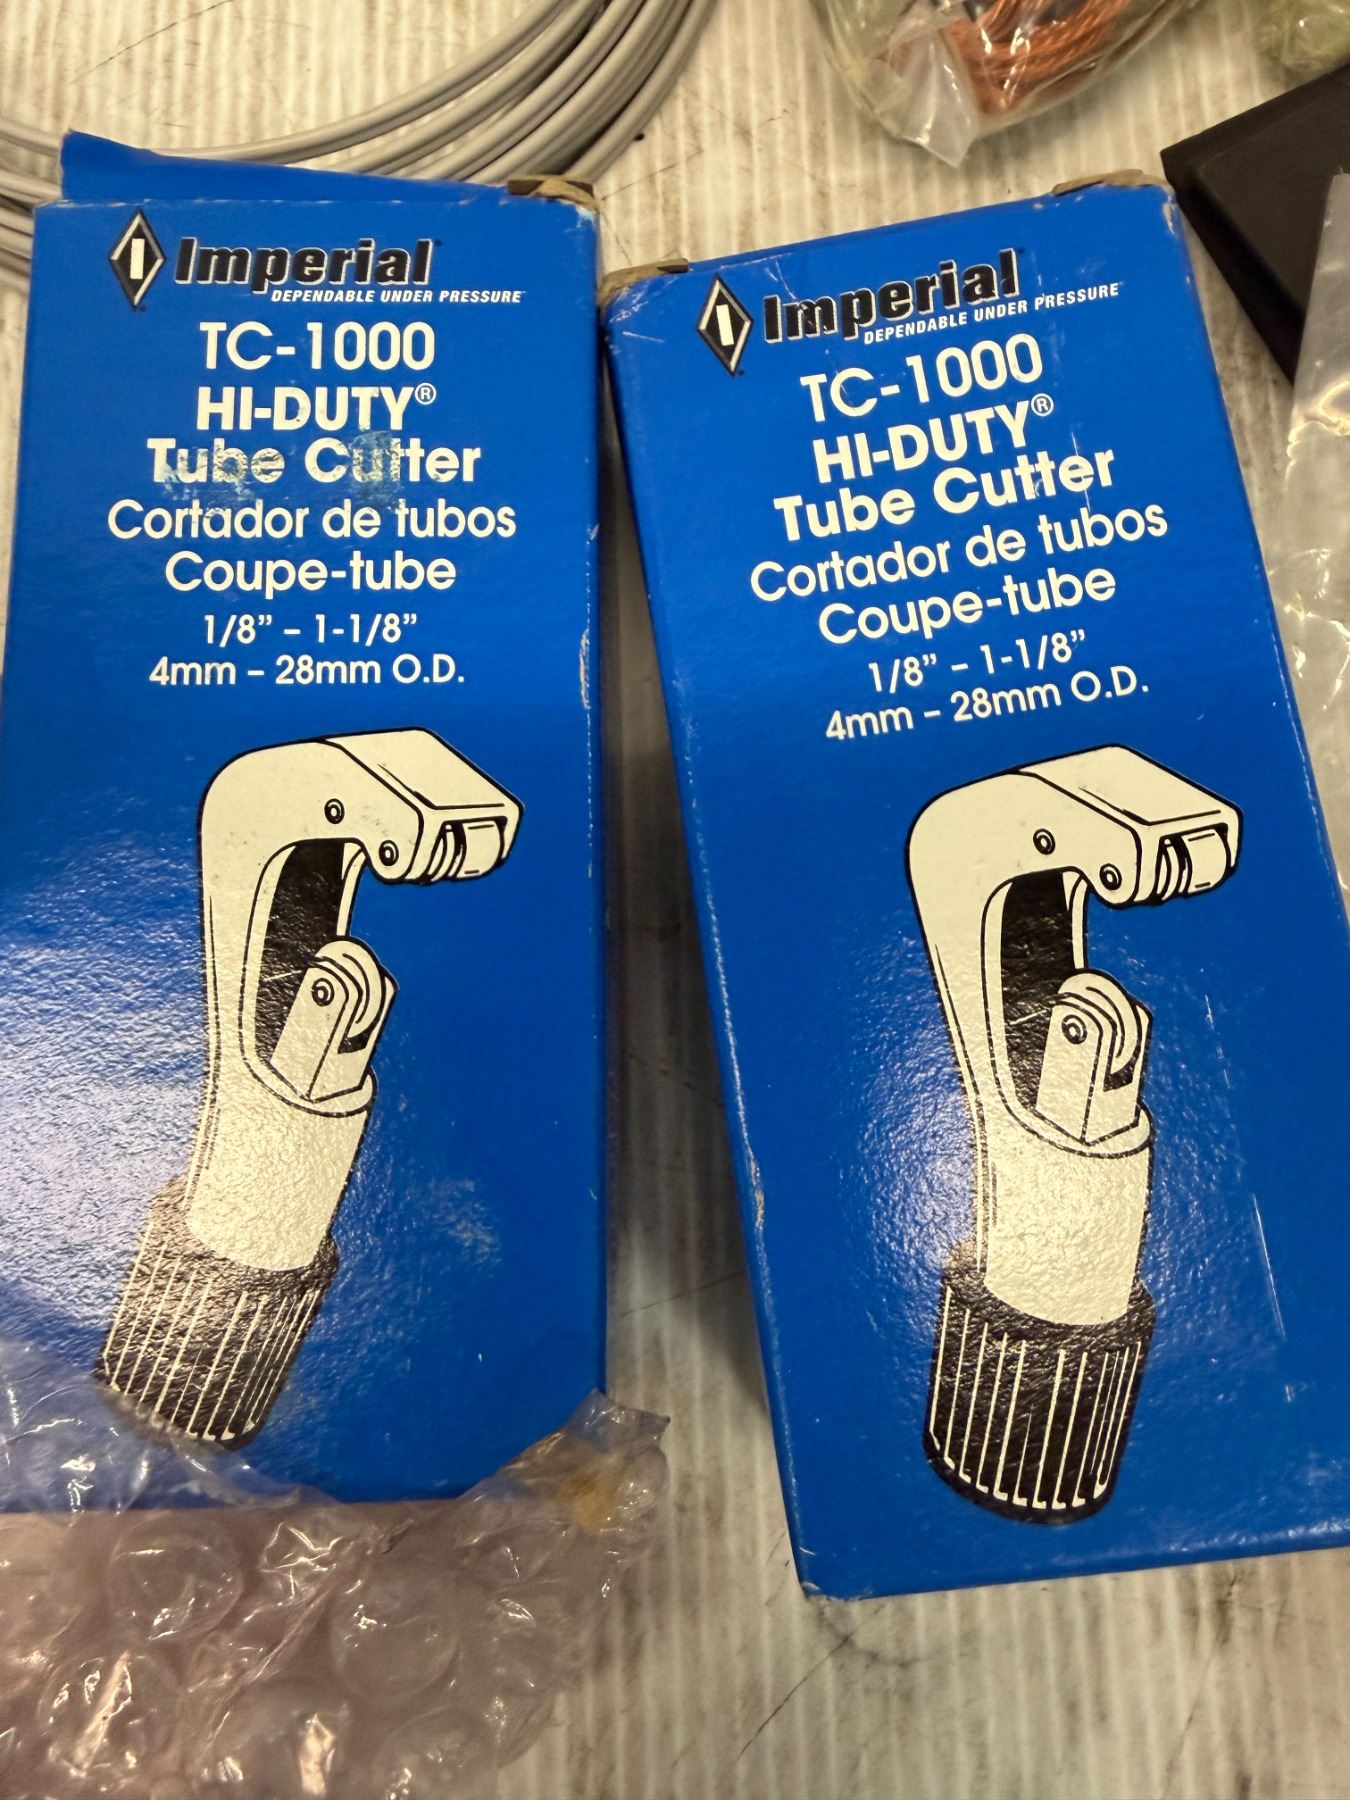 Imperial
DEPENDABLE UNDER PRESSURE™
TC-1000
HI-DUTY®
Tube Cutter
Cortador de tubos
Coupe-tube
1/8” – 1-1/8”
4mm – 28mm O.D.
Imperial
DEPENDABLE UNDER PRESSURE™
TC-1000
HI-DUTY®
Tube Cutter
Cortador de tubos
Coupe-tube
1/8” – 1-1/8”
4mm – 28mm O.D.